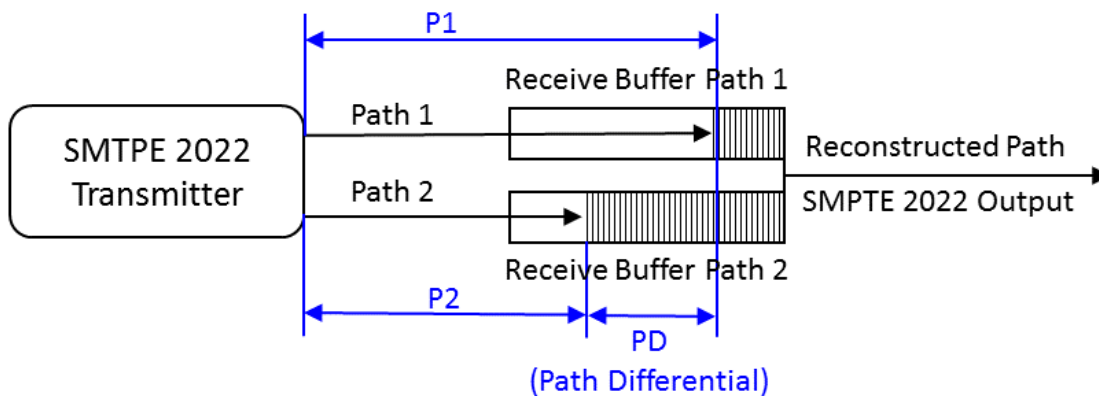 P1
Receive Buffer Path 1
Path 1
SMTPE 2022
Transmitter
Reconstructed Path
SMPTE 2022 Output
Path 2
Receive Buffer Path 2
P2
PD
(Path Differential)